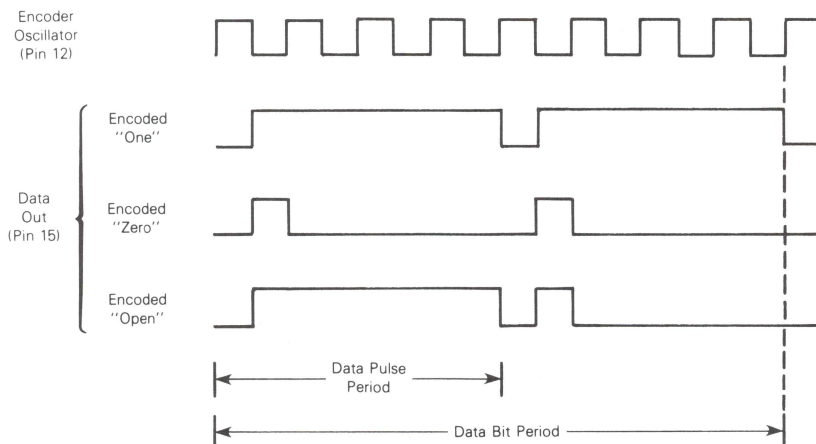 Encoder
Oscillator
(Pin 12)
Encoded
"One"
Data
Out
(Pin 15)
Encoded
"Zero"
Encoded
"Open"
Data Pulse
Period
Data Bit Period